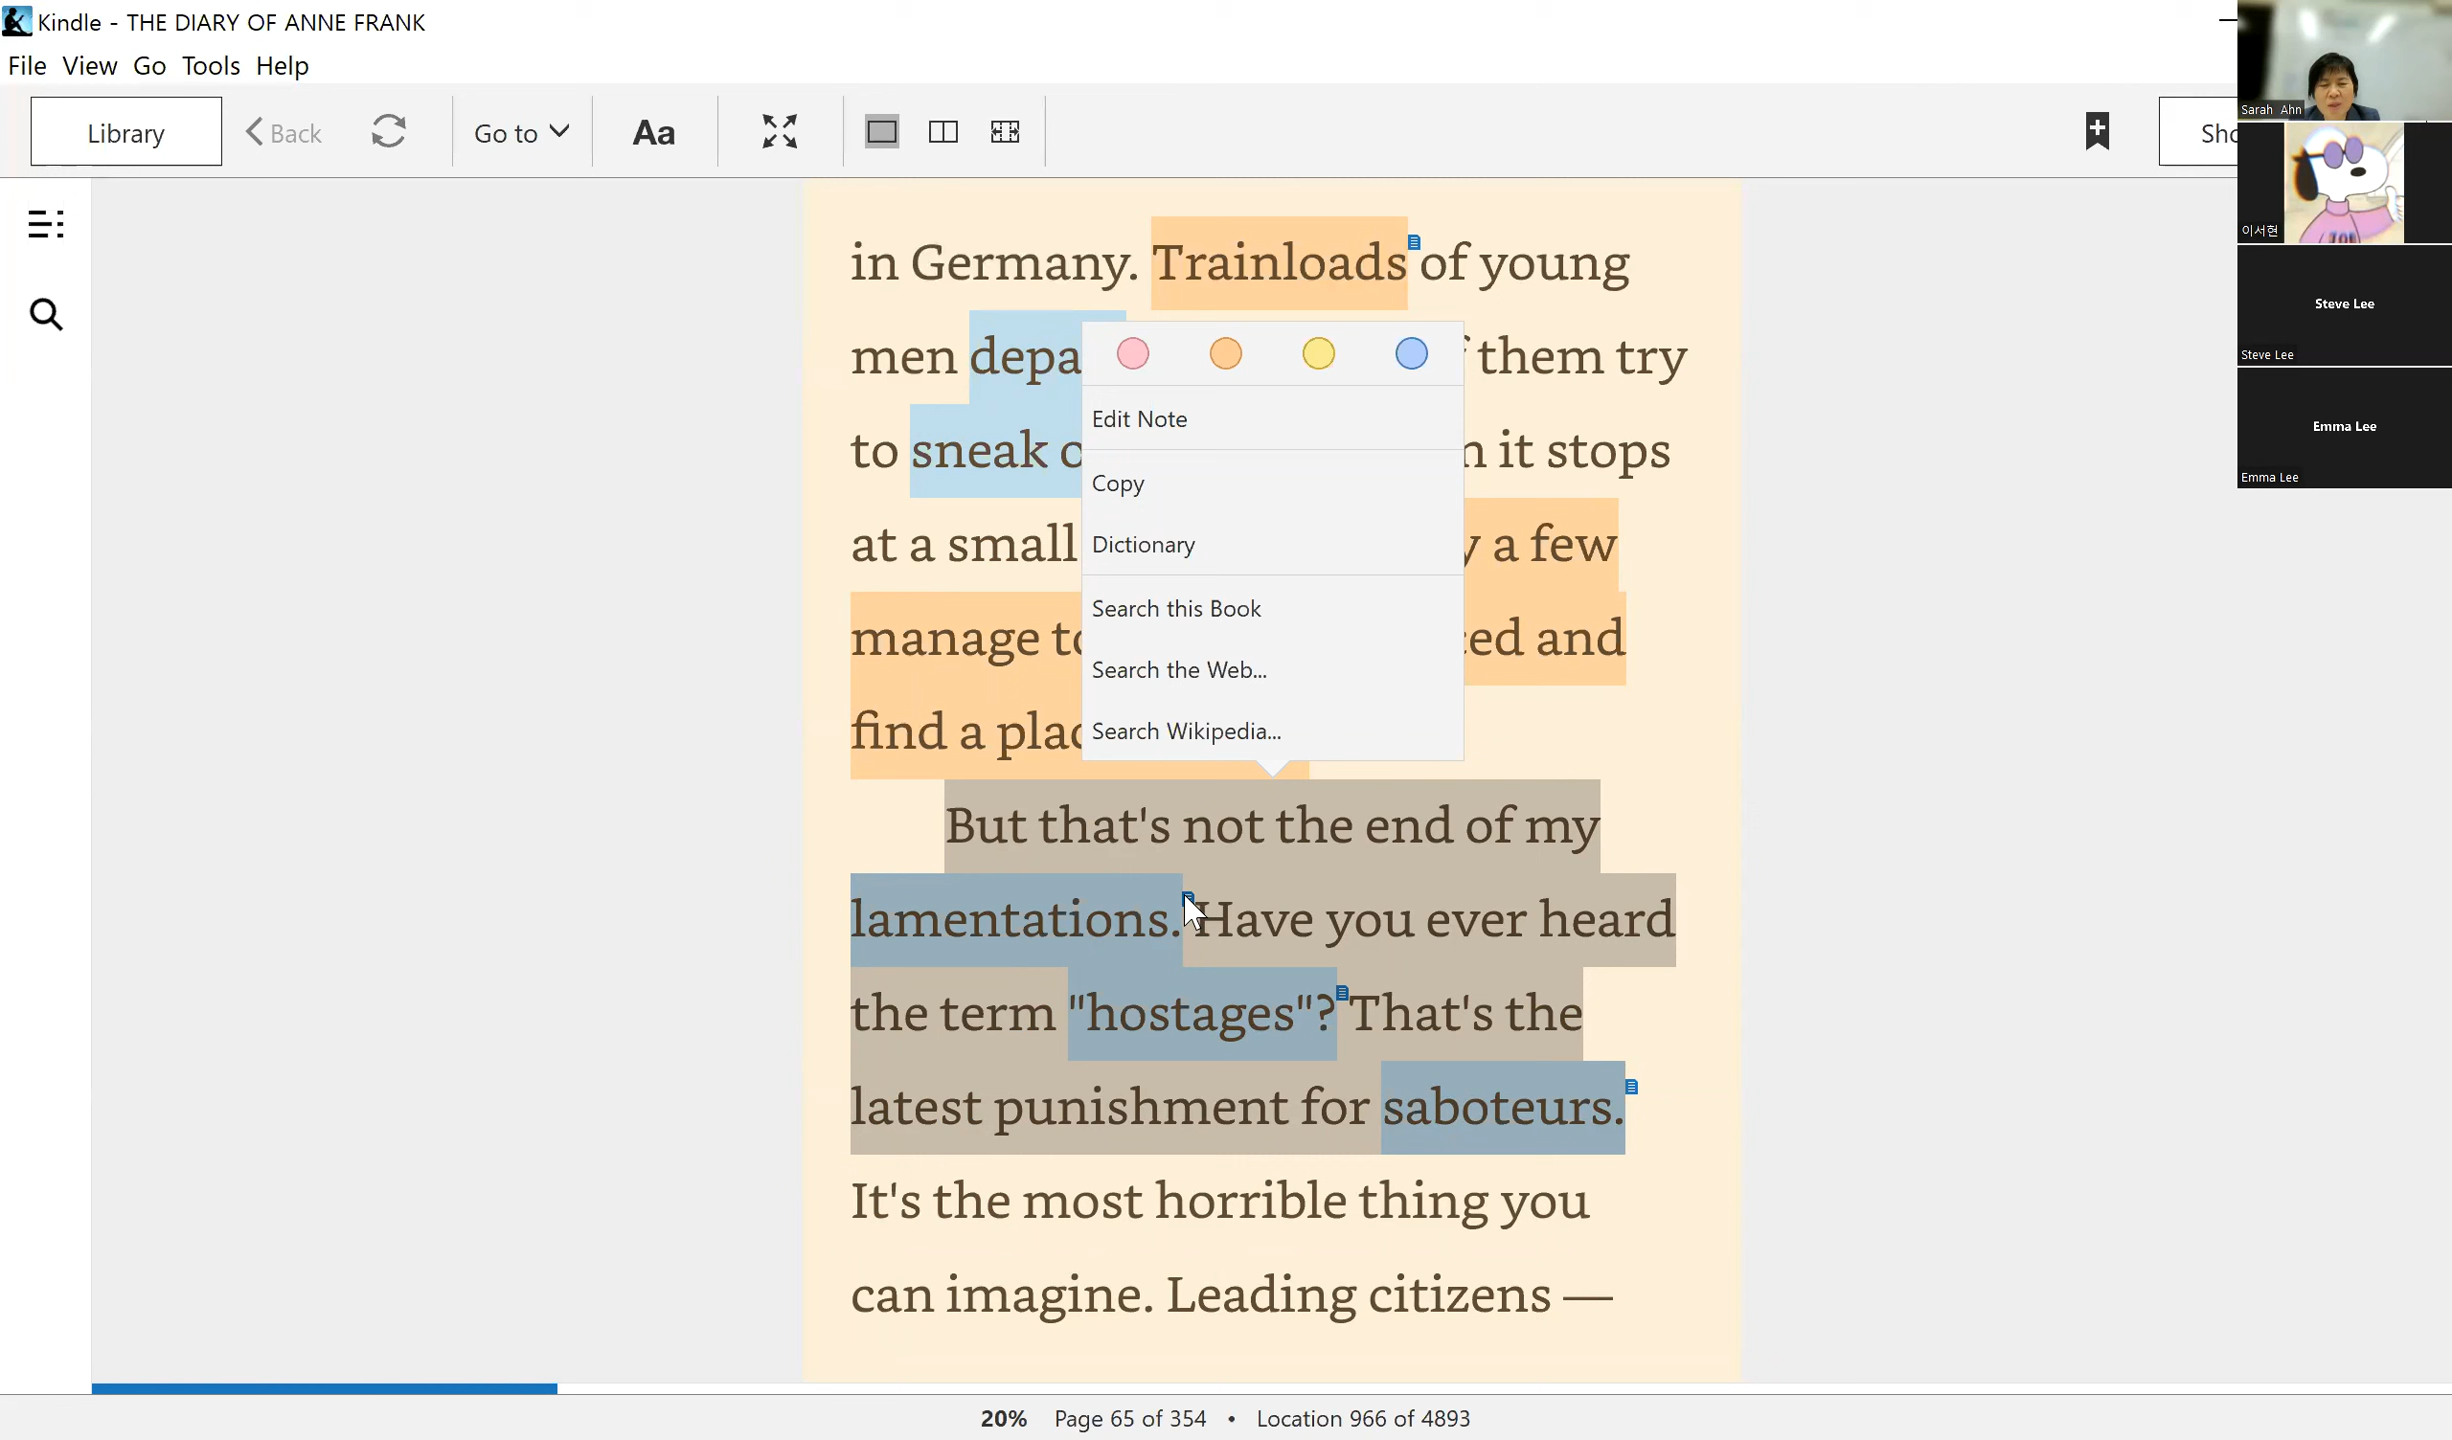 Kindle - THE DIARY OF ANNE FRANK
File View Go Tools Help
Library Back Go to Aa Sho
in Germany. Trainloads of young
men depa them try
to sneak o n it stops
at a small y a few
manage to ced and
find a plac
Edit Note
Copy
Dictionary
Search this Book
Search the Web...
Search Wikipedia...
But that's not the end of my
lamentations. Have you ever heard
the term "hostages"? That's the
latest punishment for saboteurs.
It's the most horrible thing you
can imagine. Leading citizens —
20% Page 65 of 354 • Location 966 of 4893
Sarah Ahn
이서현
Steve Lee
Steve Lee
Emma Lee
Emma Lee